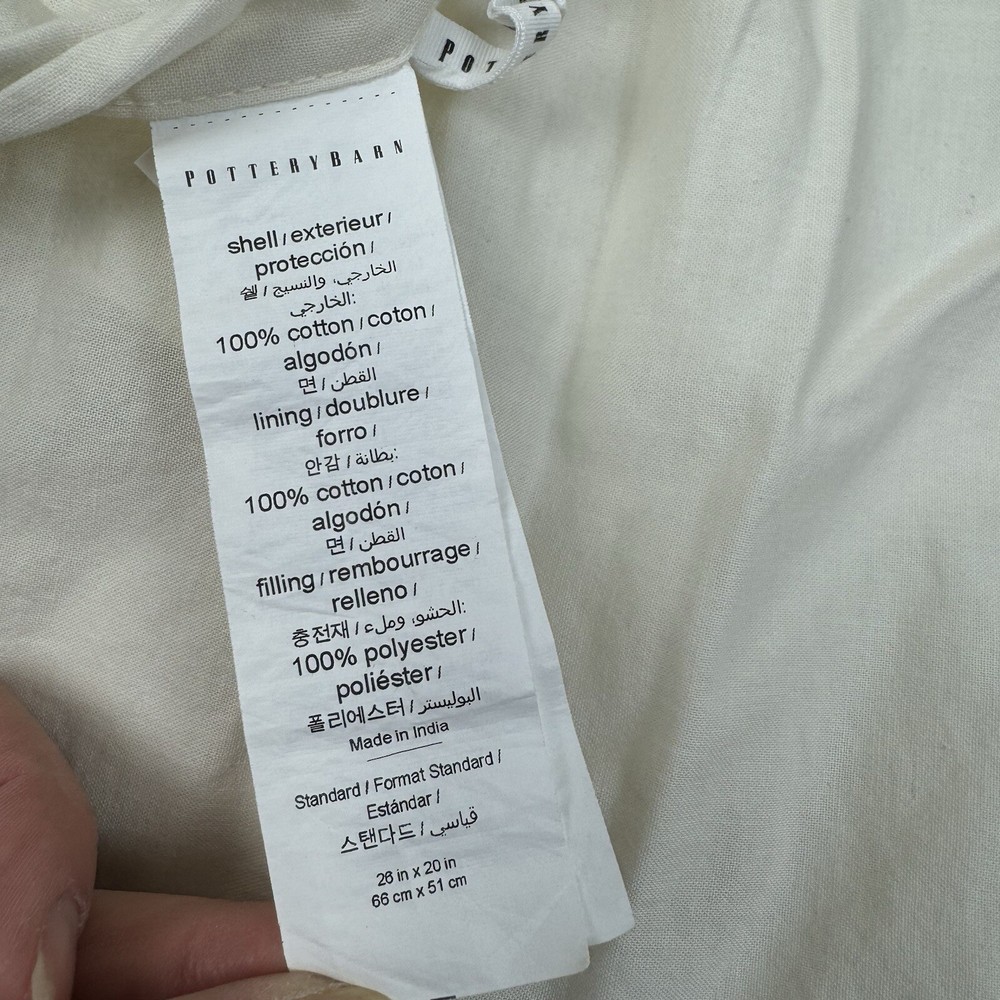 POT
RY
POTTERYBARN
shell / exterieur /
protección /
쉘 / الخارجي، والنسيج
الخارجي:
100% cotton / coton /
algodón /
면 / القطن
lining / doublure /
forro /
안감 / بطانة:
100% cotton / coton /
algodón /
면 / القطن
filling / rembourrage /
relleno /
충전재 / الحشو، وملء:
100% polyester /
poliéster /
폴리에스터 / البوليستر
Made in India
Standard / Format Standard /
Estándar /
스탠다드 / قياسي
26 in x 20 in
66 cm x 51 cm